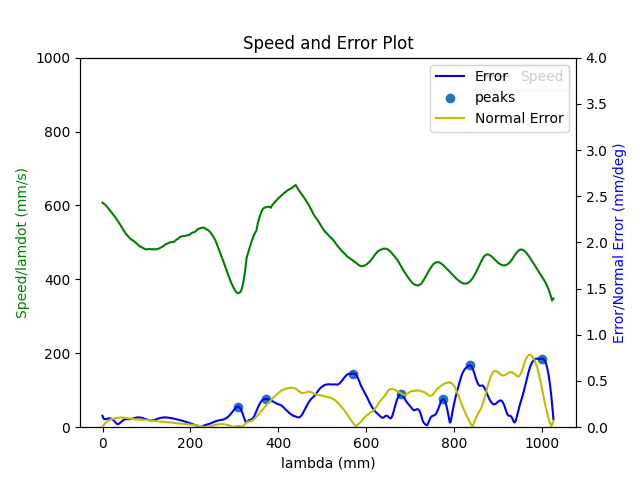 Speed and Error Plot
1000
800
600
400
200
0
Speed/lamdot (mm/s)
4.0
3.5
3.0
2.5
2.0
1.5
1.0
0.5
0.0
Error/Normal Error (mm/deg)
Error
Speed
peaks
Normal Error
0
200
400
600
800
1000
lambda (mm)